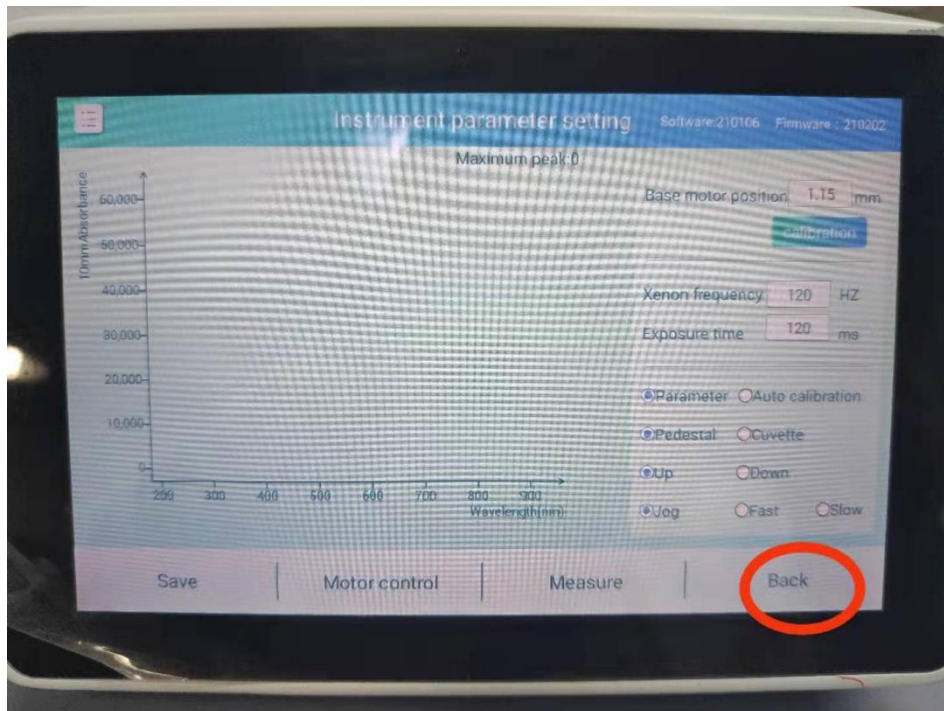 Instrument parameter setting Software:210106 Firmware : 210202
Maximum peak:0
10mm Absorbance
60,000
50,000
40,000
30,000
20,000
10,000
0
200 300 400 500 600 700 800 900
Wavelength(nm)
Base motor position 1.15 mm
Calibration
Xenon frequency 120 HZ
Exposure time 120 ms
Parameter Auto calibration
Pedestal Cuvette
Up Down
Jog Fast Slow
Save Motor control Measure Back